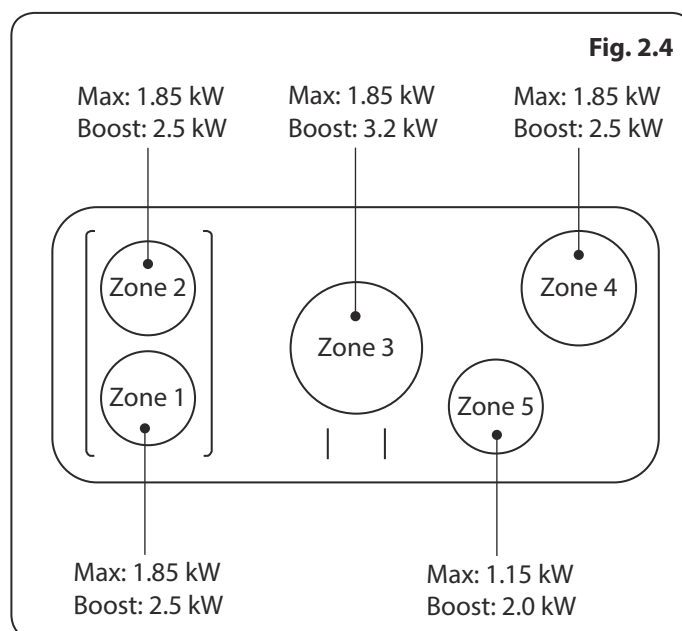 Fig. 2.4
Max: 1.85 kW
Boost: 2.5 kW
Max: 1.85 kW
Boost: 3.2 kW
Max: 1.85 kW
Boost: 2.5 kW
Zone 2
Zone 4
Zone 3
Zone 1
Zone 5
Max: 1.85 kW
Boost: 2.5 kW
Max: 1.15 kW
Boost: 2.0 kW